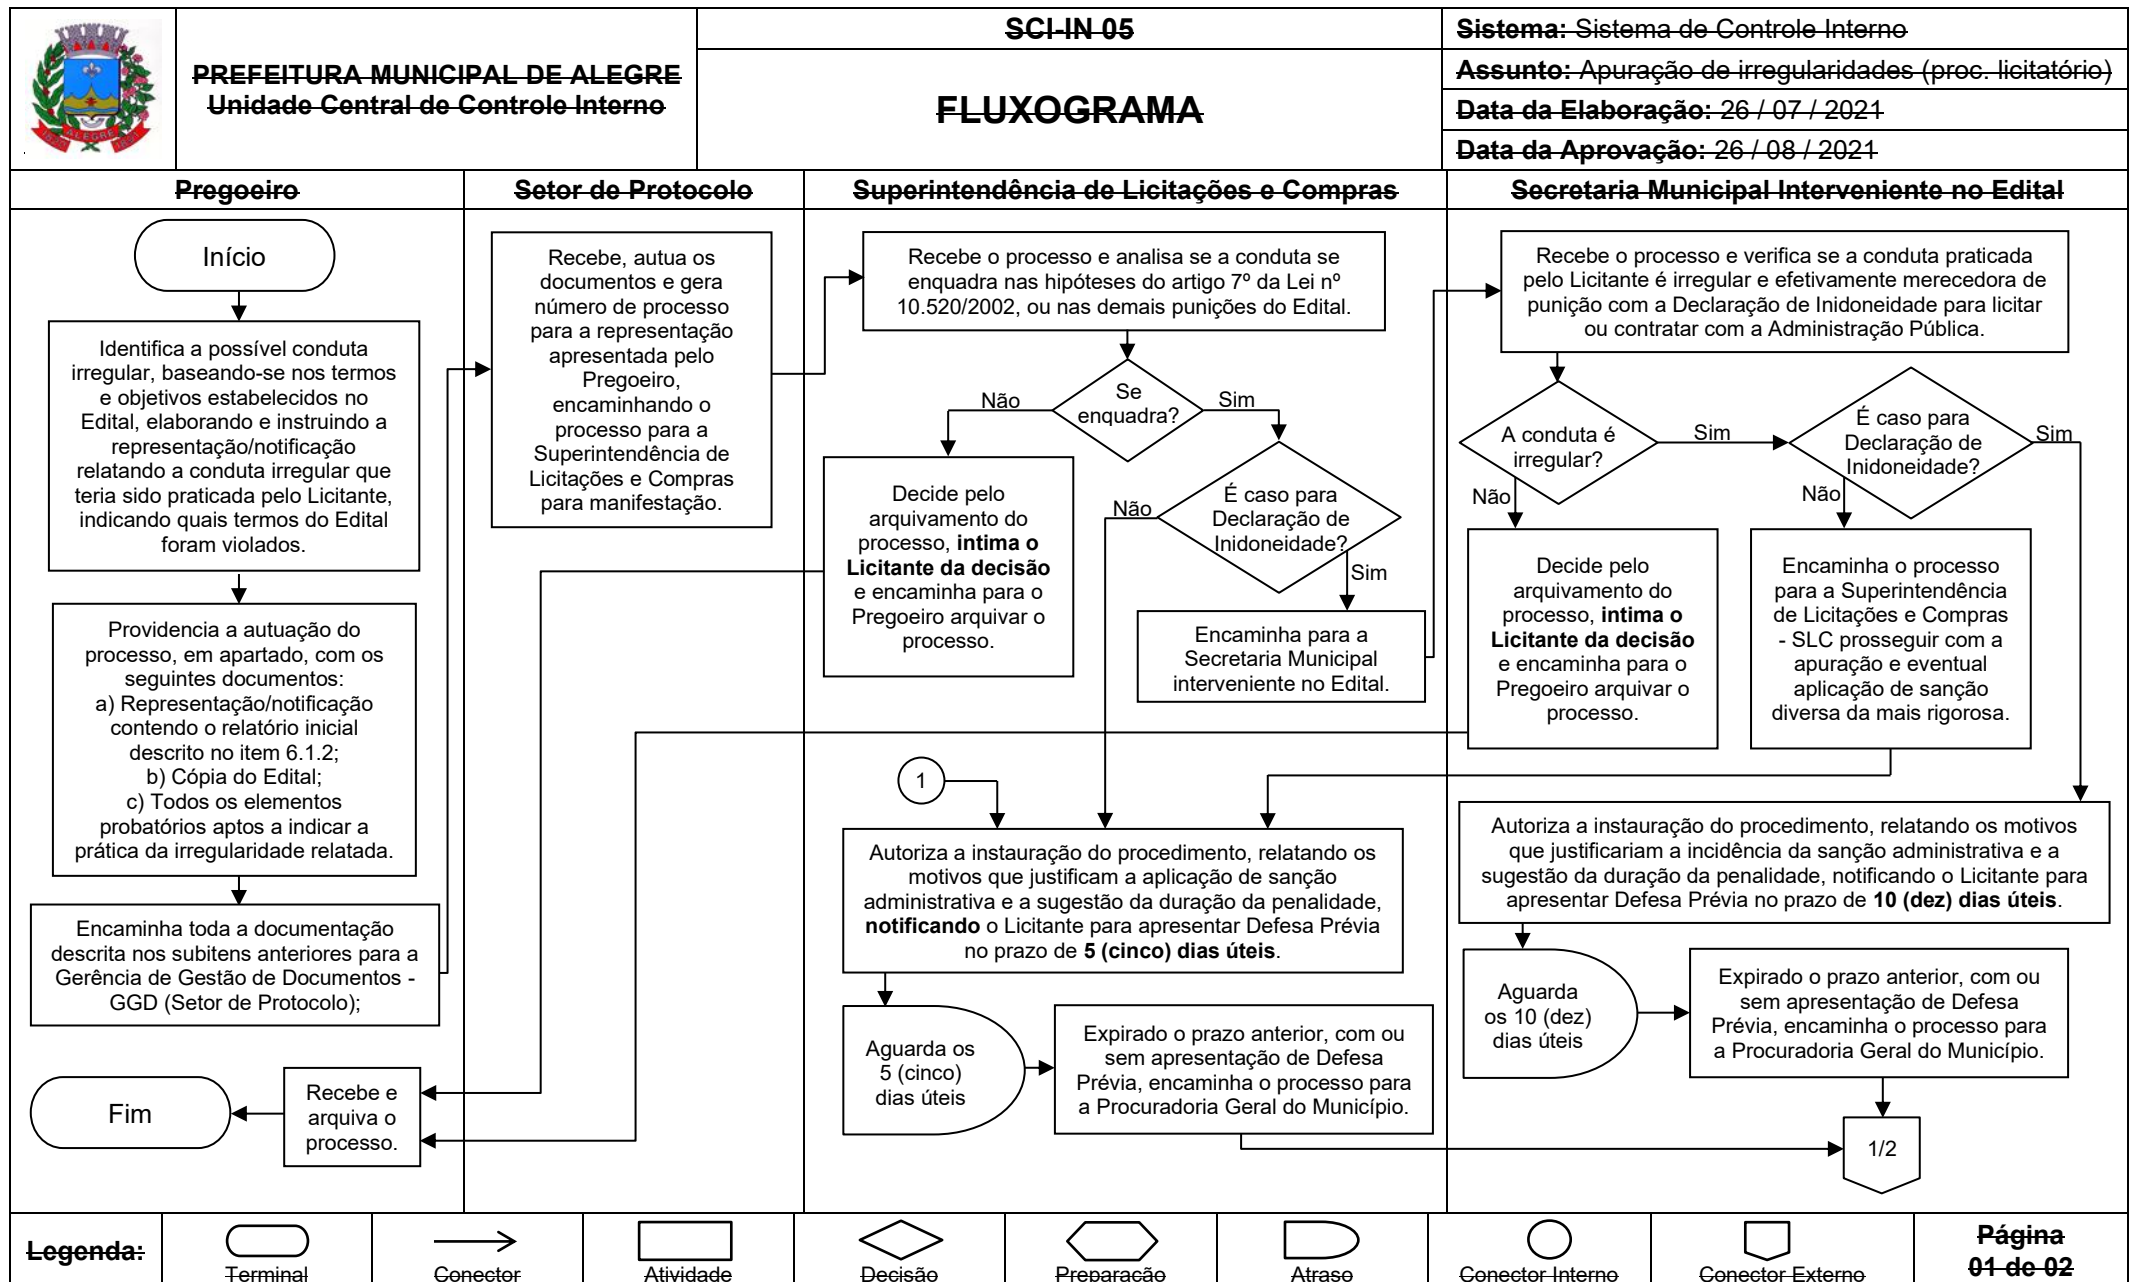 PREFEITURA MUNICIPAL DE ALEGRE
Unidade Central de Controle Interno
SCI-IN 05
FLUXOGRAMA
Sistema: Sistema de Controle Interno
Assunto: Apuração de irregularidades (proc. licitatório)
Data da Elaboração: 26 / 07 / 2021
Data da Aprovação: 26 / 08 / 2021
ALEGRE
Pregoeiro
Setor de Protocolo
Superintendência de Licitações e Compras
Secretaria Municipal Interveniente no Edital
Início
Identifica a possível conduta
irregular, baseando-se nos termos
e objetivos estabelecidos no
Edital, elaborando e instruindo a
representação/notificação
relatando a conduta irregular que
teria sido praticada pelo Licitante,
indicando quais termos do Edital
foram violados.
Providencia a autuação do
processo, em apartado, com os
seguintes documentos:
a) Representação/notificação
contendo o relatório inicial
descrito no item 6.1.2;
b) Cópia do Edital;
c) Todos os elementos
probatórios aptos a indicar a
prática da irregularidade relatada.
Encaminha toda a documentação
descrita nos subitens anteriores para a
Gerência de Gestão de Documentos -
GGD (Setor de Protocolo);
Fim
Recebe e
arquiva o
processo.
Recebe, autua os
documentos e gera
número de processo
para a representação
apresentada pelo
Pregoeiro,
encaminhando o
processo para a
Superintendência de
Licitações e Compras
para manifestação.
Recebe o processo e analisa se a conduta se
enquadra nas hipóteses do artigo 7º da Lei nº
10.520/2002, ou nas demais punições do Edital.
Se
enquadra?
Não
Sim
Decide pelo
arquivamento do
processo, intima o
Licitante da decisão
e encaminha para o
Pregoeiro arquivar o
processo.
É caso para
Declaração de
Inidoneidade?
Não
Sim
Encaminha para a
Secretaria Municipal
interveniente no Edital.
1
Autoriza a instauração do procedimento, relatando os
motivos que justificam a aplicação de sanção
administrativa e a sugestão da duração da penalidade,
notificando o Licitante para apresentar Defesa Prévia
no prazo de 5 (cinco) dias úteis.
Aguarda os
5 (cinco)
dias úteis
Expirado o prazo anterior, com ou
sem apresentação de Defesa
Prévia, encaminha o processo para
a Procuradoria Geral do Município.
Recebe o processo e verifica se a conduta praticada
pelo Licitante é irregular e efetivamente merecedora de
punição com a Declaração de Inidoneidade para licitar
ou contratar com a Administração Pública.
A conduta é
irregular?
Sim
Não
É caso para
Declaração de
Inidoneidade?
Sim
Não
Decide pelo
arquivamento do
processo, intima o
Licitante da decisão
e encaminha para o
Pregoeiro arquivar o
processo.
Encaminha o processo
para a Superintendência
de Licitações e Compras
- SLC prosseguir com a
apuração e eventual
aplicação de sanção
diversa da mais rigorosa.
Autoriza a instauração do procedimento, relatando os motivos
que justificariam a incidência da sanção administrativa e a
sugestão da duração da penalidade, notificando o Licitante para
apresentar Defesa Prévia no prazo de 10 (dez) dias úteis.
Aguarda
os 10 (dez)
dias úteis
Expirado o prazo anterior, com ou
sem apresentação de Defesa
Prévia, encaminha o processo para
a Procuradoria Geral do Município.
1/2
Legenda:
Terminal
Conector
Atividade
Decisão
Preparação
Atraso
Conector Interno
Conector Externo
Página
01 de 02